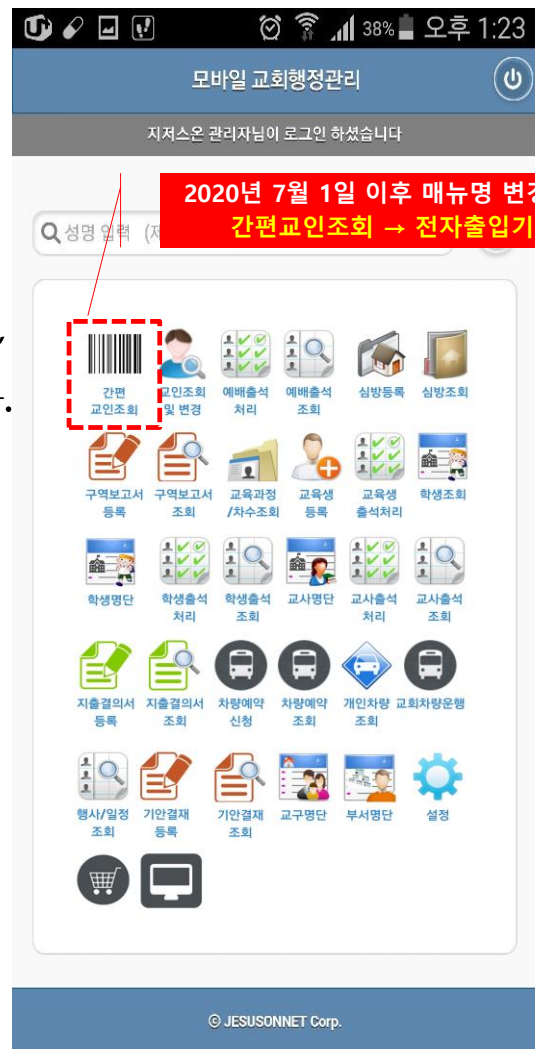 38% 오후 1:23
모바일 교회행정관리
지저스온 관리자님이 로그인 하셨습니다
2020년 7월 1일 이후 매뉴명 변경
간편교인조회 → 전자출입기
성명 입력
간편
교인조회
교인조회
및 변경
예배출석
처리
예배출석
조회
심방등록
심방조회
구역보고서
등록
구역보고서
조회
교육과정
/차수조회
교육생
등록
교육생
출석처리
학생조회
학생명단
학생출석
처리
학생출석
조회
교사명단
교사출석
처리
교사출석
조회
지출결의서
등록
지출결의서
조회
차량예약
신청
차량예약
조회
개인차량
조회
교회차량운행
행사/일정
조회
기안결재
등록
기안결재
조회
교구명단
부서명단
설정
© JESUSONNET Corp.